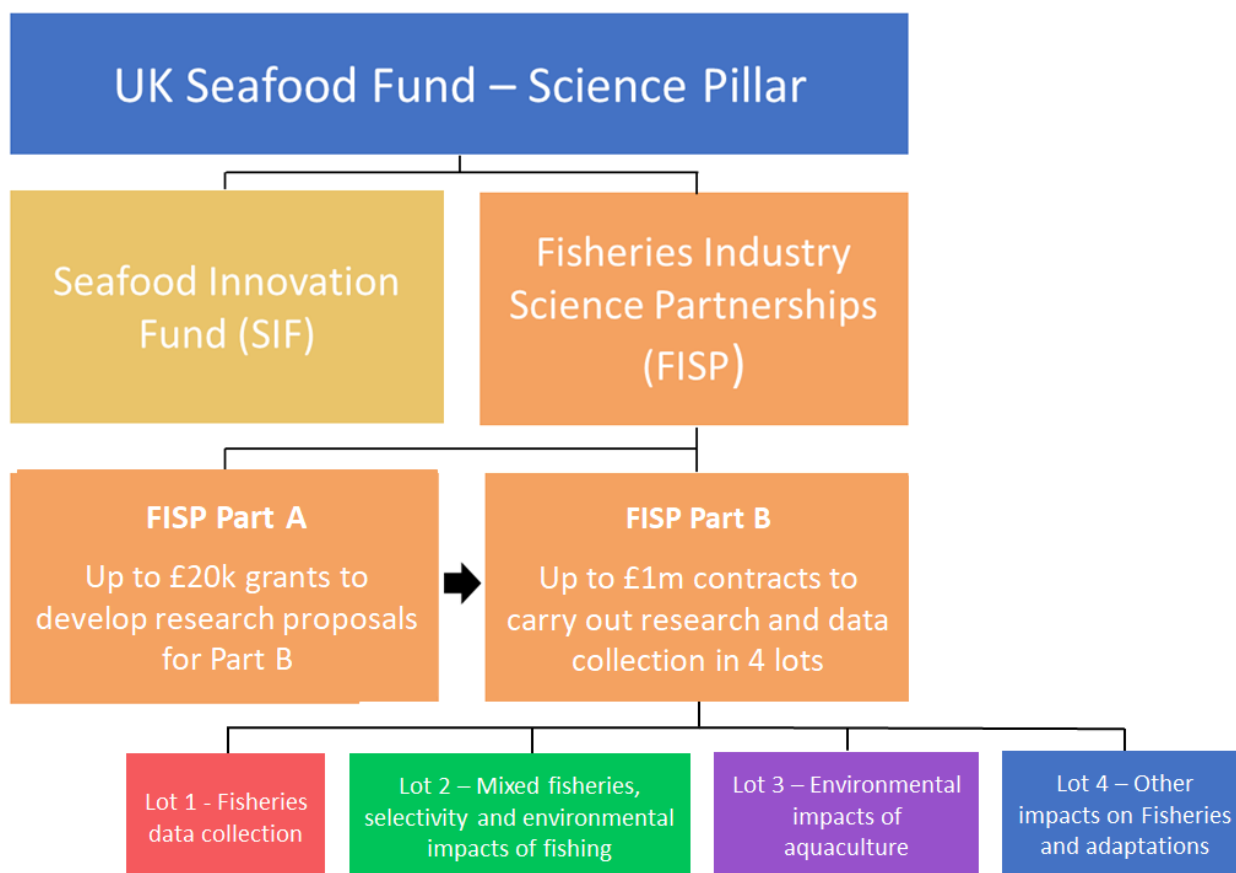 UK Seafood Fund – Science Pillar
Seafood Innovation
Fund (SIF)
Fisheries Industry
Science Partnerships
(FISP)
FISP Part A
Up to £20k grants to
develop research proposals
for Part B
FISP Part B
Up to £1m contracts to
carry out research and data
collection in 4 lots
Lot 1 - Fisheries
data collection
Lot 2 – Mixed fisheries,
selectivity and environmental
impacts of fishing
Lot 3 – Environmental
impacts of
aquaculture
Lot 4 – Other
impacts on Fisheries
and adaptations